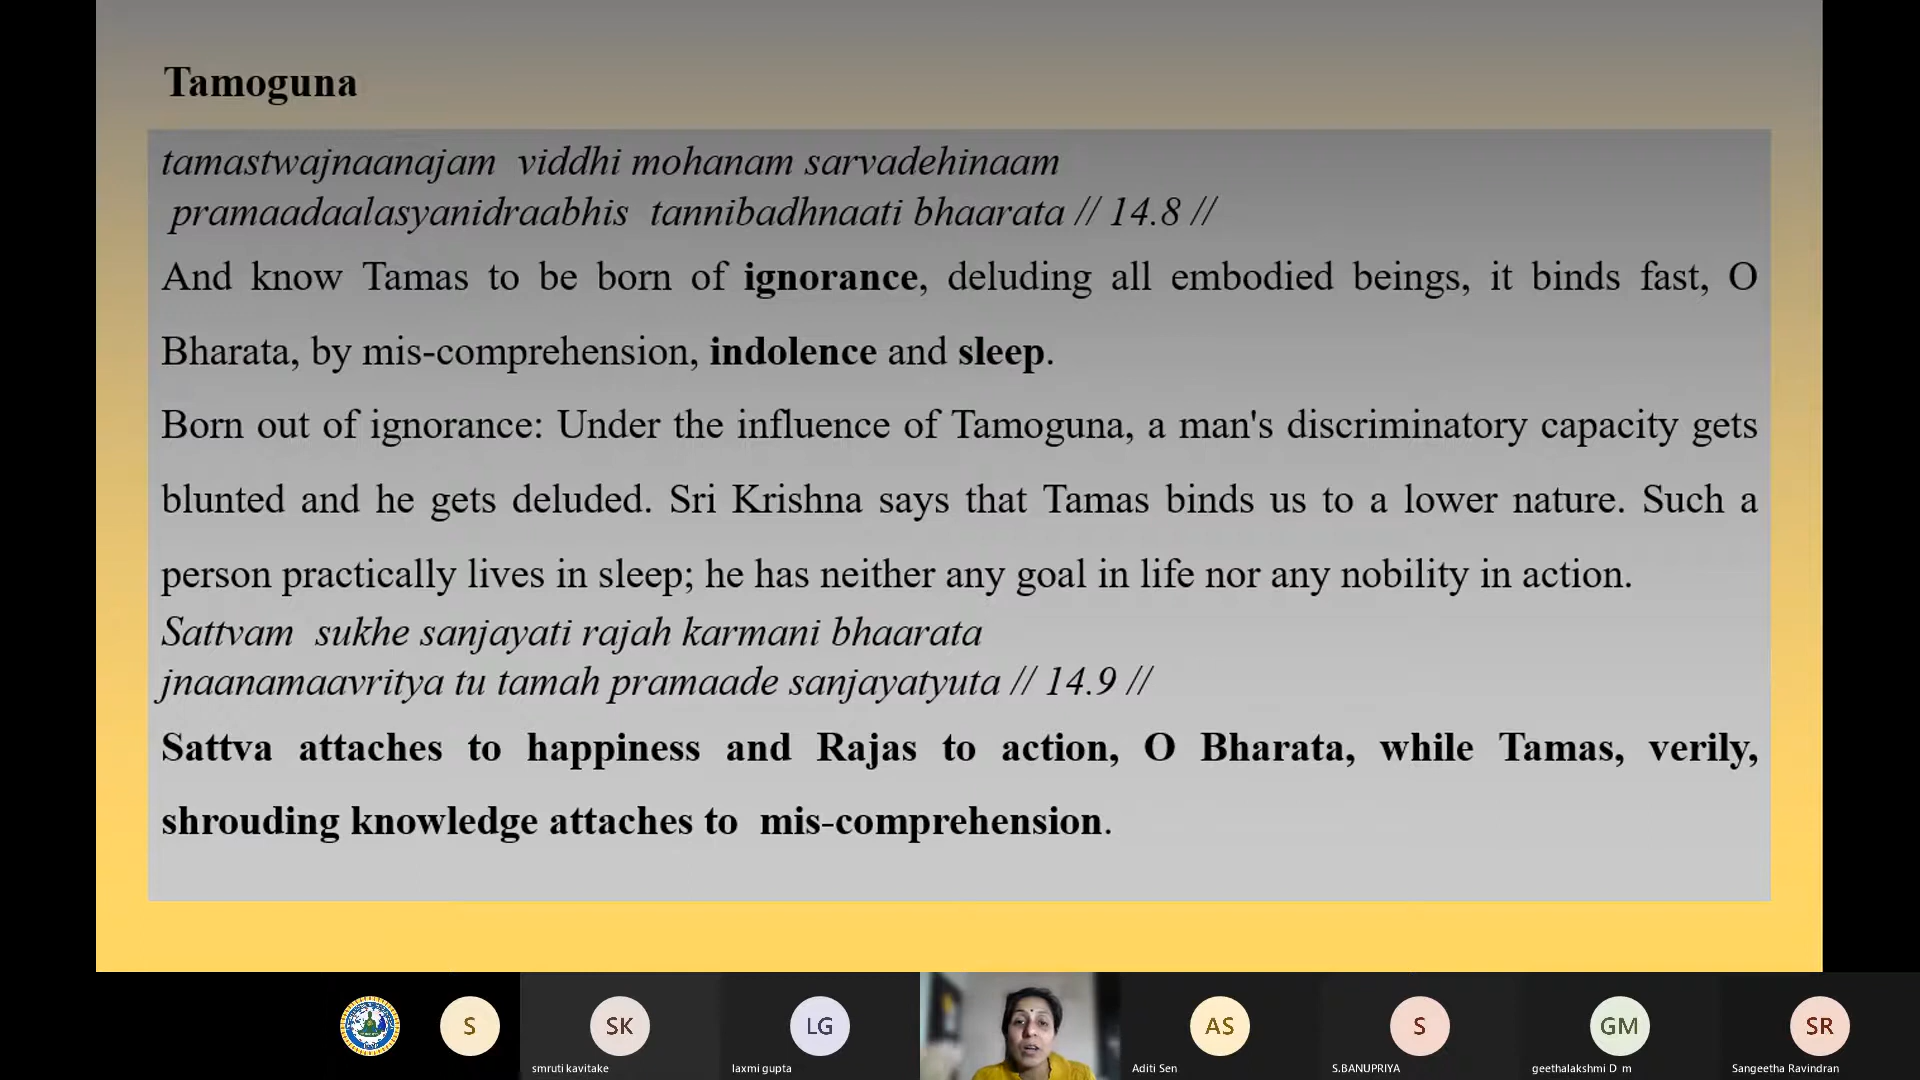 Tamoguna
tamastwajnaanajam viddhi mohanam sarvadehinaam
pramaadaalasyanidraabhis tannibadhnaati bhaarata // 14.8 //
And know Tamas to be born of ignorance, deluding all embodied beings, it binds fast, O
Bharata, by mis-comprehension, indolence and sleep.
Born out of ignorance: Under the influence of Tamoguna, a man's discriminatory capacity gets
blunted and he gets deluded. Sri Krishna says that Tamas binds us to a lower nature. Such a
person practically lives in sleep; he has neither any goal in life nor any nobility in action.
Sattvam sukhe sanjayati rajah karmani bhaarata
jnaanamaavritya tu tamah pramaade sanjayatyuta // 14.9 //
Sattva attaches to happiness and Rajas to action, O Bharata, while Tamas, verily,
shrouding knowledge attaches to mis-comprehension.
S SK LG AS S GM SR
smruti kavitake laxmi gupta Aditi Sen S.BANUPRIYA geethalakshmi D m Sangeetha Ravindran